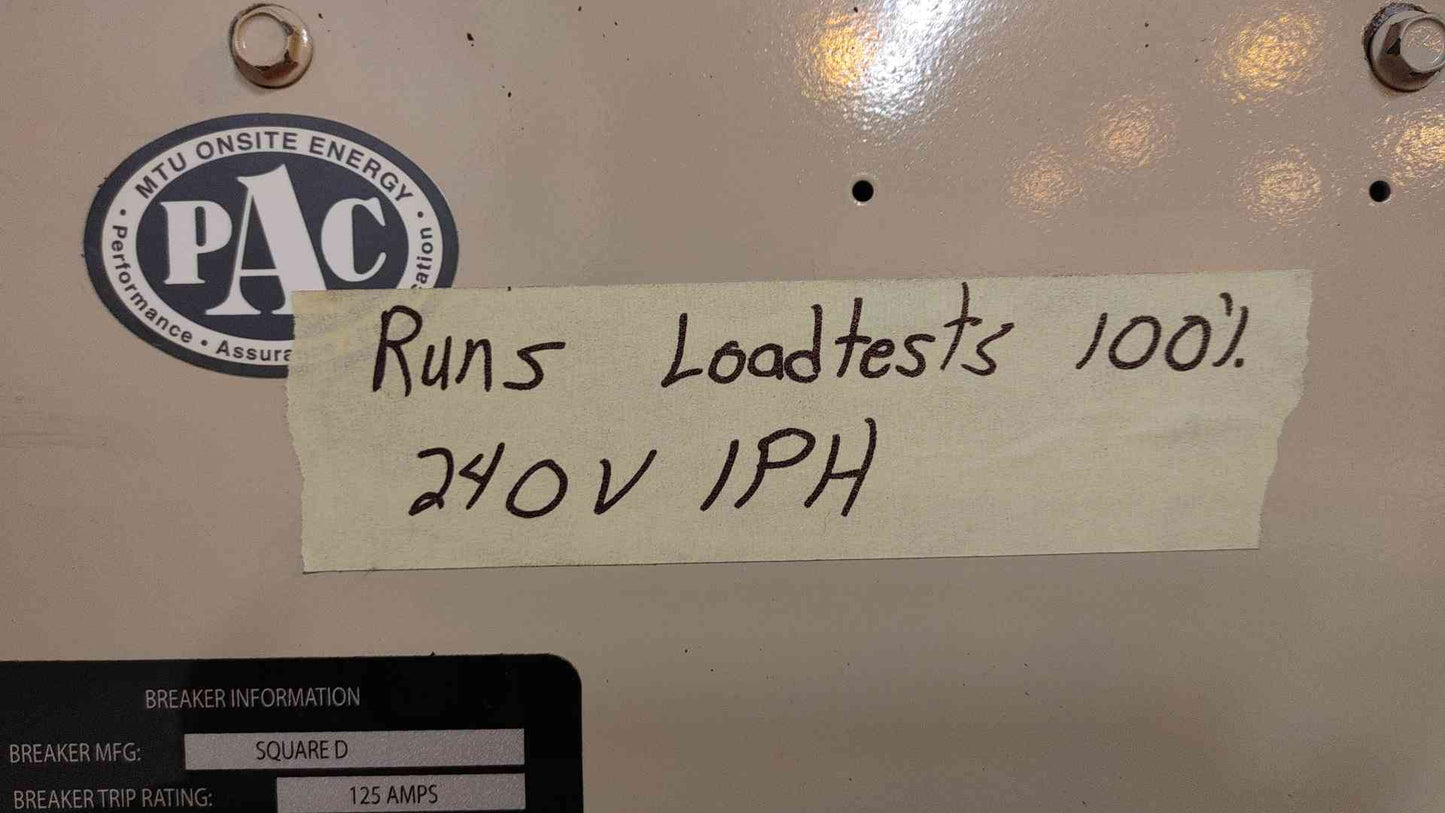 MTU ONSITE ENERGY
PAC
Performance • Assura
Runs Loadtests 100%
240V 1PH
BREAKER INFORMATION
BREAKER MFG: SQUARE D
BREAKER TRIP RATING: 125 AMPS